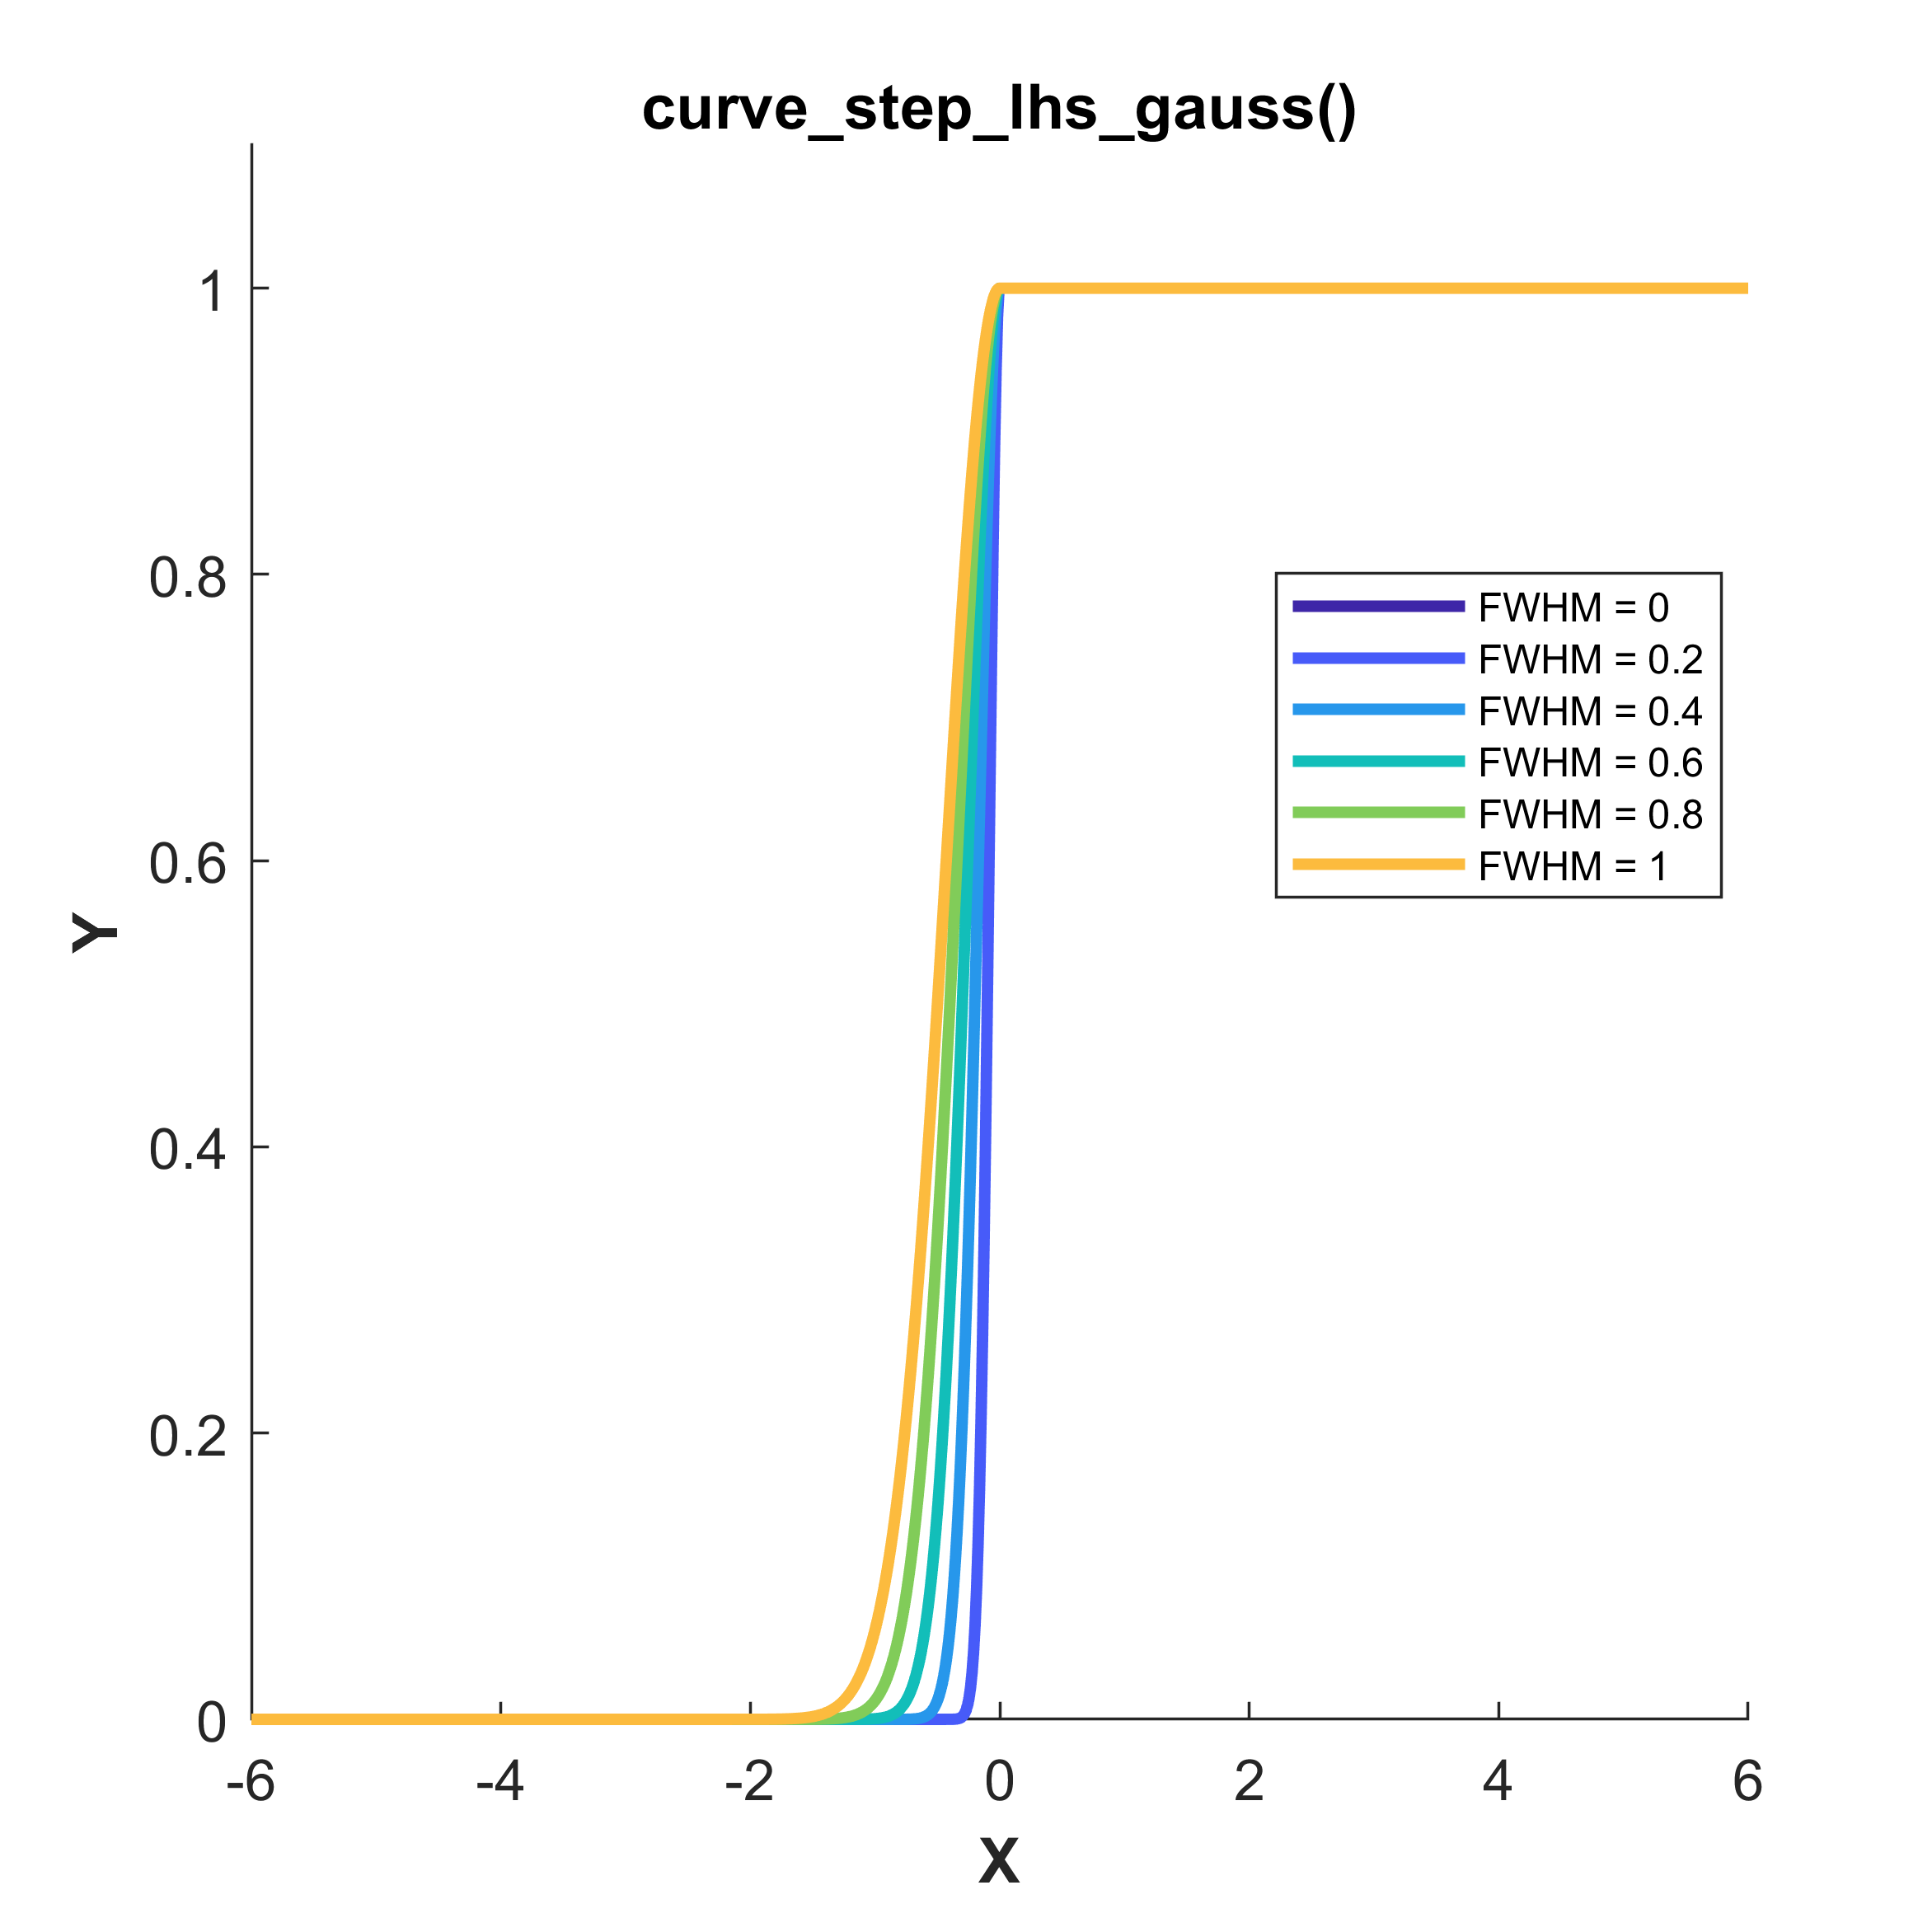 curve_step_lhs_gauss()
1
0.8
0.6
0.4
0.2
0
Y
FWHM = 0
FWHM = 0.2
FWHM = 0.4
FWHM = 0.6
FWHM = 0.8
FWHM = 1
-6 -4 -2 0 2 4 6
X